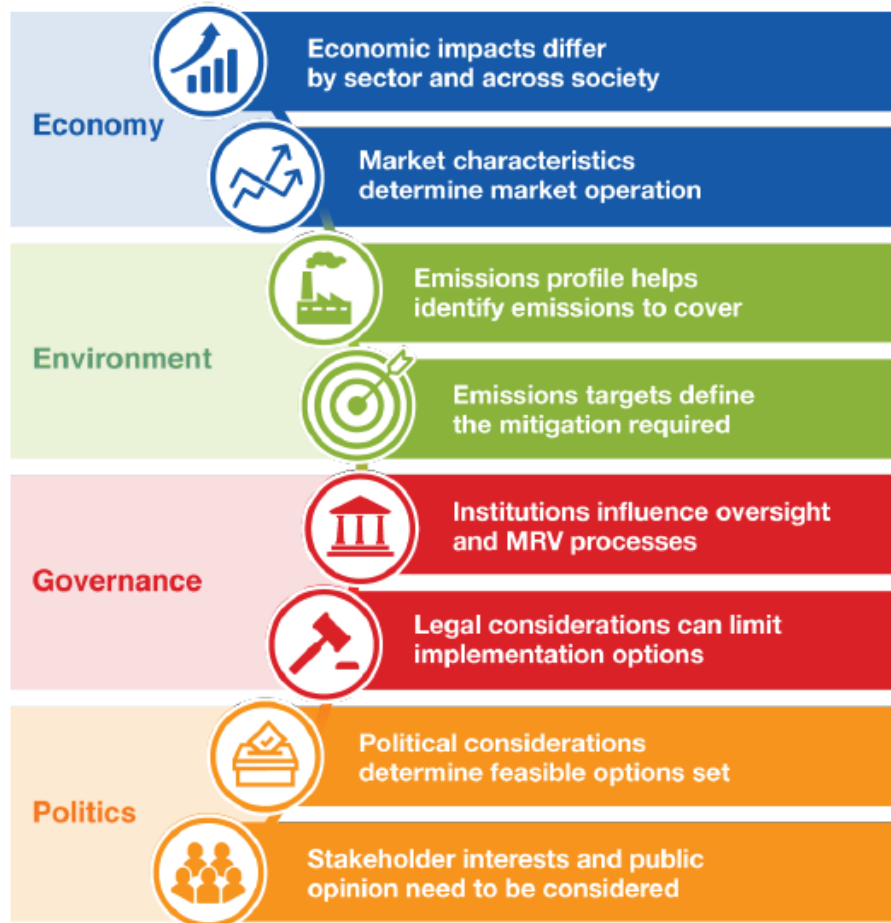 Economy
Economic impacts differ
by sector and across society
Market characteristics
determine market operation
Environment
Emissions profile helps
identify emissions to cover
Emissions targets define
the mitigation required
Governance
Institutions influence oversight
and MRV processes
Legal considerations can limit
implementation options
Politics
Political considerations
determine feasible options set
Stakeholder interests and public
opinion need to be considered